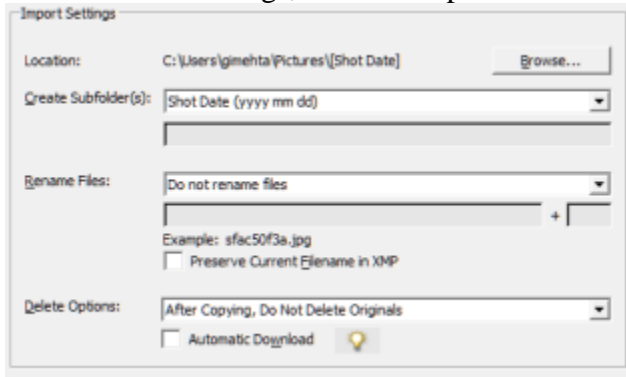 Import Settings
Location: C:\Users\gimehta\Pictures\[Shot Date] Browse...
Create Subfolder(s): Shot Date (yyyy mm dd)
Rename Files: Do not rename files
+
Example: sfac50f3a.jpg
Preserve Current Filename in XMP
Delete Options: After Copying, Do Not Delete Originals
Automatic Download